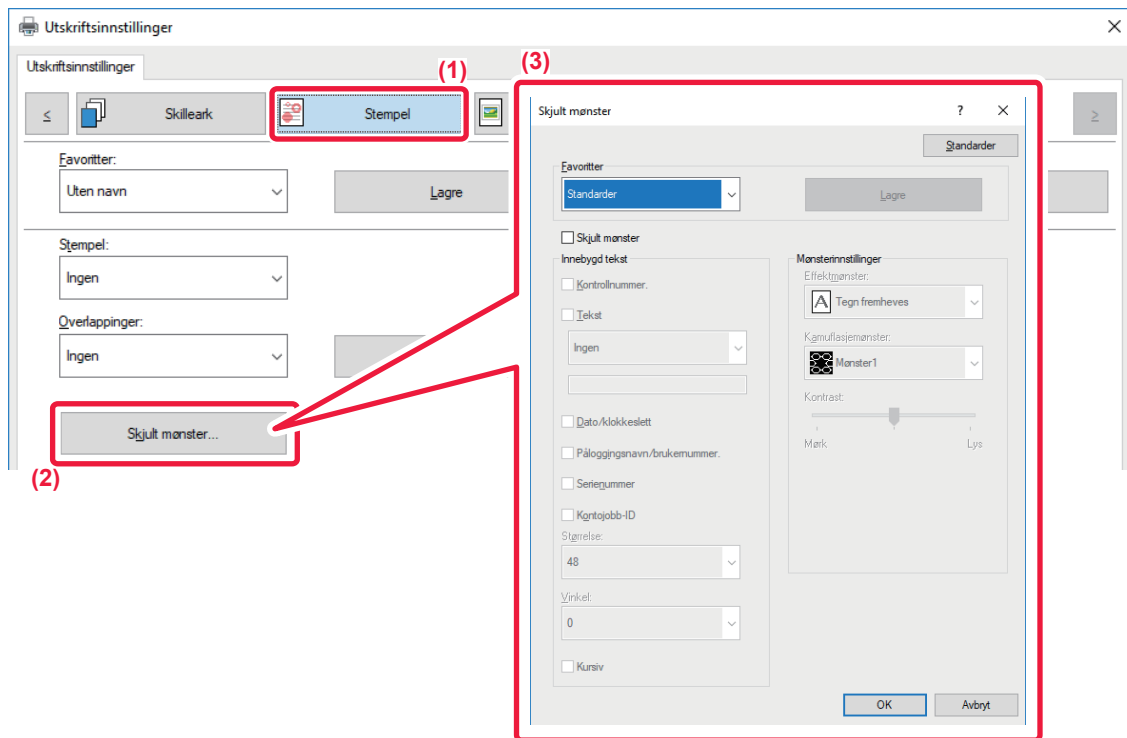 Utskriftsinnstillinger
Utskriftsinnstillinger
(1)
<
Skilleark
Stempel
>
Favoritter:
Uten navn
Lagre
Stempel:
Ingen
Overlappinger:
Ingen
Skjult mønster...
(2)
(3)
Skjult mønster
?
Standarder
Favoritter
Standarder
Lagre
Skjult mønster
Innebygd tekst
Kontrollnummer.
Tekst
Ingen
Dato/klokkeslett
Påloggingsnavn/brukernummer.
Serienummer
Kontojobb-ID
Størrelse:
48
Vinkel:
0
Kursiv
Mønsterinnstillinger
Effektmønster:
A Tegn fremheves
Kamuflasjemønster:
Mønster1
Kontrast:
Mørk Lys
OK Avbryt